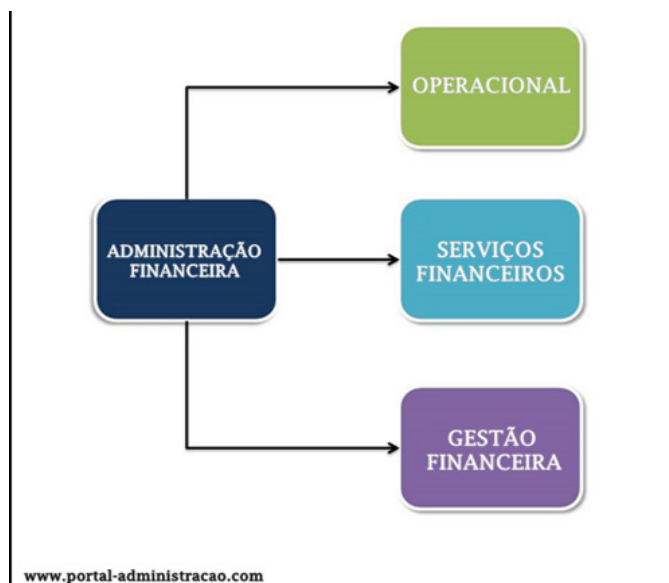 OPERACIONAL
ADMINISTRAÇÃO
FINANCEIRA
SERVIÇOS
FINANCEIROS
GESTÃO
FINANCEIRA
www.portal-administracao.com